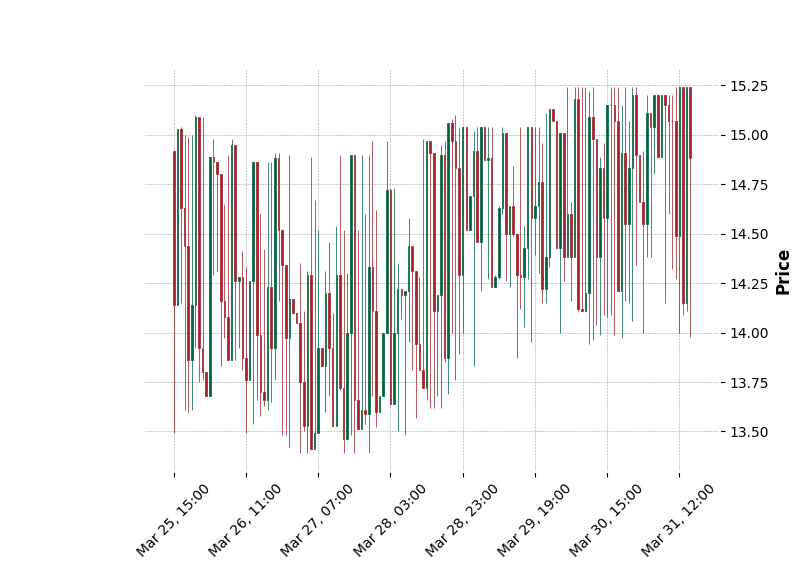 15.25
15.00
14.75
14.50
14.25
14.00
13.75
13.50
Price
Mar 25, 15:00
Mar 26, 11:00
Mar 27, 07:00
Mar 28, 03:00
Mar 28, 23:00
Mar 29, 19:00
Mar 30, 15:00
Mar 31, 12:00